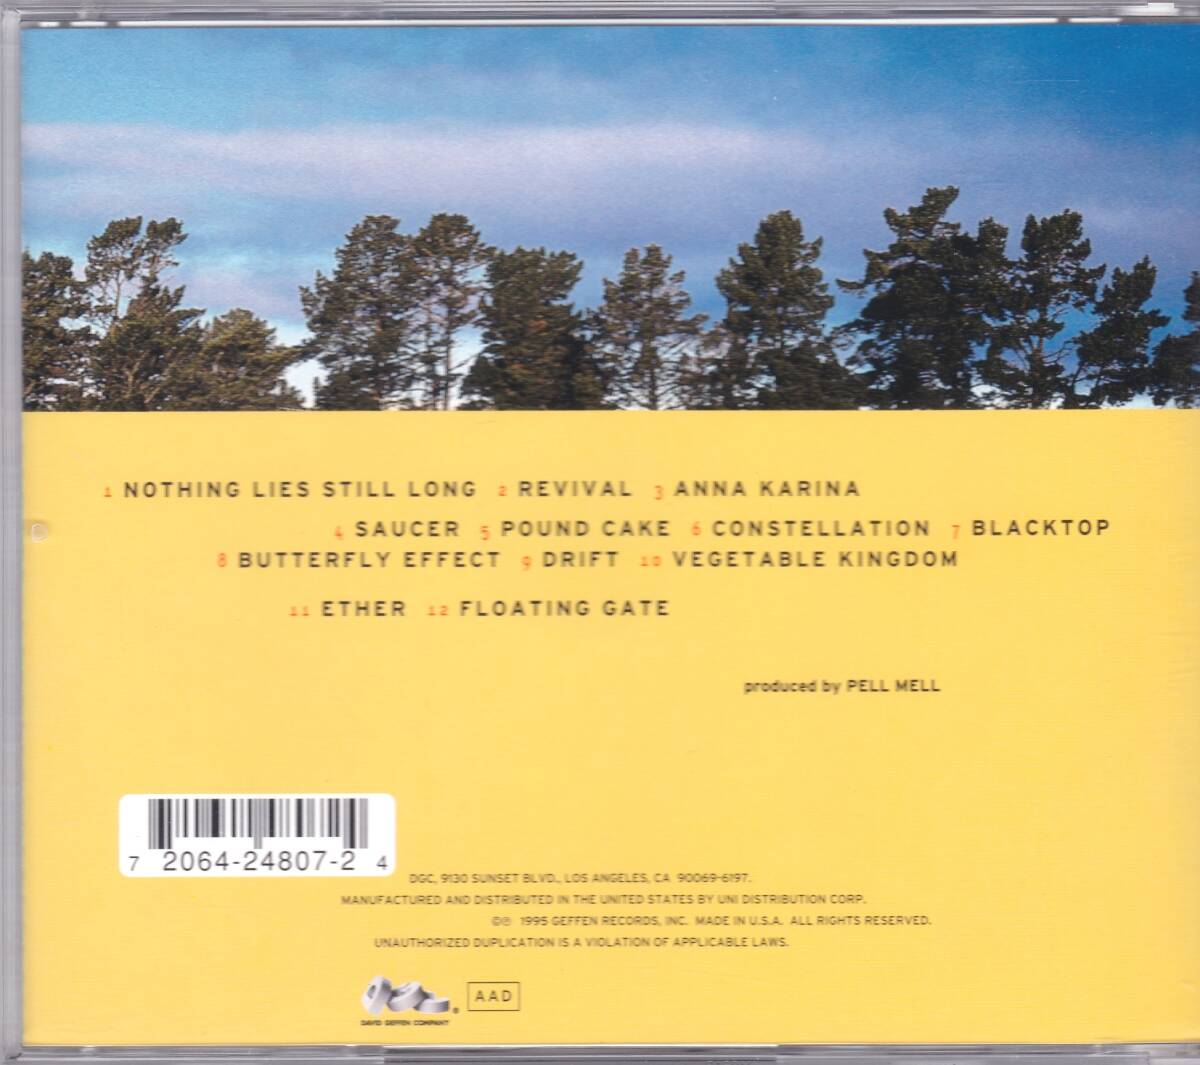 1 NOTHING LIES STILL LONG 2 REVIVAL 3 ANNA KARINA
4 SAUCER 5 POUND CAKE 6 CONSTELLATION 7 BLACKTOP
8 BUTTERFLY EFFECT 9 DRIFT 10 VEGETABLE KINGDOM
11 ETHER 12 FLOATING GATE
produced by PELL MELL
7 2064-24807-2 4
DGC, 9130 SUNSET BLVD., LOS ANGELES, CA 90069-6197.
MANUFACTURED AND DISTRIBUTED IN THE UNITED STATES BY UNI DISTRIBUTION CORP.
©℗ 1995 GEFFEN RECORDS, INC. MADE IN U.S.A. ALL RIGHTS RESERVED.
UNAUTHORIZED DUPLICATION IS A VIOLATION OF APPLICABLE LAWS.
DGC® AAD
DAVID GEFFEN COMPANY